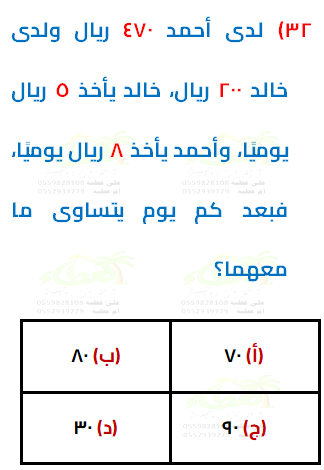 ٣٢) لدى أحمد ٤٧٠ ريال ولدى
خالد ٢٠٠ ريال، خالد يأخذ ٥ ريال
يوميًا، وأحمد يأخذ ٨ ريال يوميًا،
فبعد كم يوم يتساوى ما
معهما؟
(أ) ٧٠ (ب) ٨٠
(ج) ٩٠ (د) ٣٠